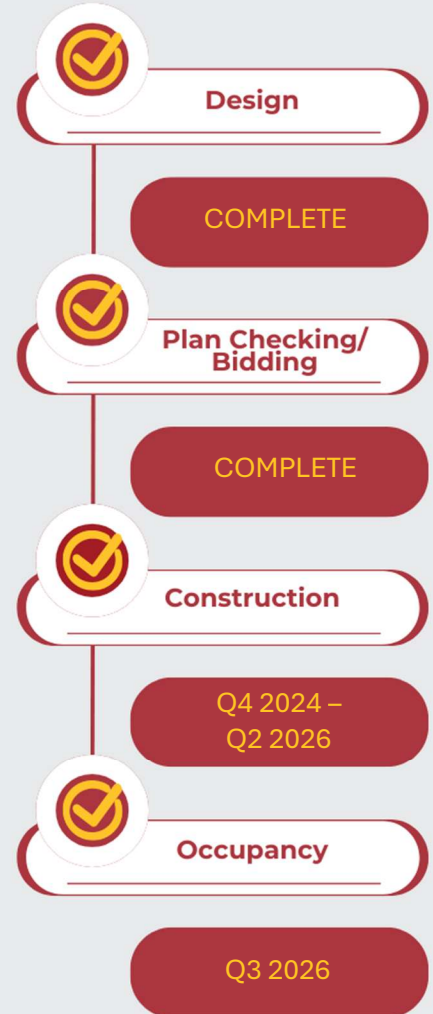 Design
COMPLETE
Plan Checking/
Bidding
COMPLETE
Construction
Q4 2024 –
Q2 2026
Occupancy
Q3 2026